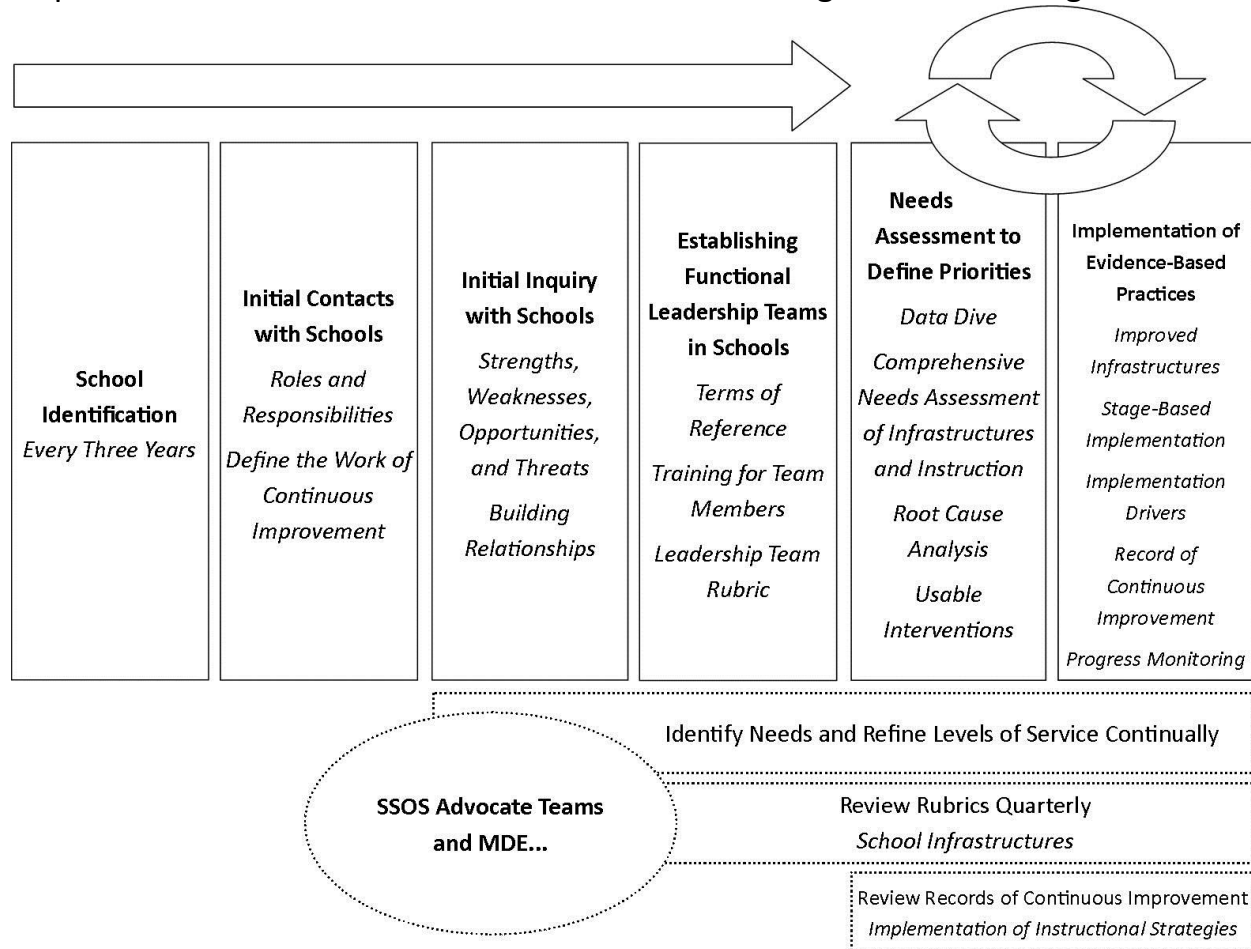 School
Identification
Every Three Years
Initial Contacts
with Schools
Roles and
Responsibilities
Define the Work of
Continuous
Improvement
Initial Inquiry
with Schools
Strengths,
Weaknesses,
Opportunities,
and Threats
Building
Relationships
Establishing
Functional
Leadership Teams
in Schools
Terms of
Reference
Training for Team
Members
Leadership Team
Rubric
Needs
Assessment to
Define Priorities
Data Dive
Comprehensive
Needs Assessment
of Infrastructures
and Instruction
Root Cause
Analysis
Usable
Interventions
Implementation of
Evidence-Based
Practices
Improved
Infrastructures
Stage-Based
Implementation
Implementation
Drivers
Record of
Continuous
Improvement
Progress Monitoring
SSOS Advocate Teams
and MDE...
Identify Needs and Refine Levels of Service Continually
Review Rubrics Quarterly
School Infrastructures
Review Records of Continuous Improvement
Implementation of Instructional Strategies